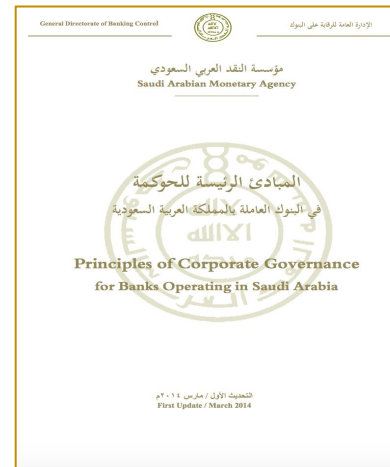 General Directorate of Banking Control
الإدارة العامة للرقابة على البنوك
مؤسسة النقد العربي السعودي
Saudi Arabian Monetary Agency
المبادئ الرئيسة للحوكمة
في البنوك العاملة بالمملكة العربية السعودية
Principles of Corporate Governance
for Banks Operating in Saudi Arabia
التحديث الأول / مارس ٢٠١٤م
First Update / March 2014